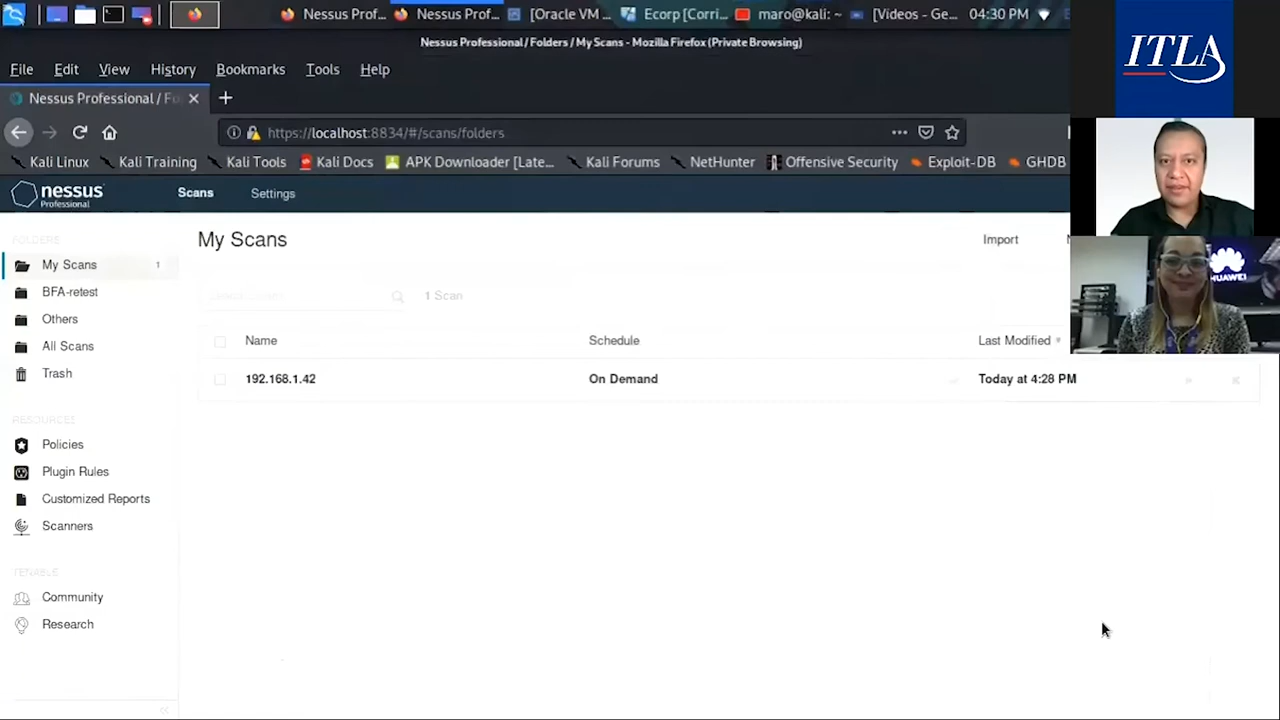 Nessus Prof...
Nessus Prof...
[Oracle VM ...
Ecorp [Corri...
maro@kali: ~
[Videos - Ge...
04:30 PM
Nessus Professional / Folders / My Scans - Mozilla Firefox (Private Browsing)
File Edit View History Bookmarks Tools Help
Nessus Professional / Fo
https://localhost:8834/#/scans/folders
Kali Linux Kali Training Kali Tools Kali Docs APK Downloader [Late... Kali Forums NetHunter Offensive Security Exploit-DB GHDB
nessus
Professional
Scans Settings
FOLDERS
My Scans 1
BFA-retest
Others
All Scans
Trash
RESOURCES
Policies
Plugin Rules
Customized Reports
Scanners
TENABLE
Community
Research
My Scans
Import
1 Scan
Name Schedule Last Modified
192.168.1.42 On Demand Today at 4:28 PM
ITLA
HUAWEI